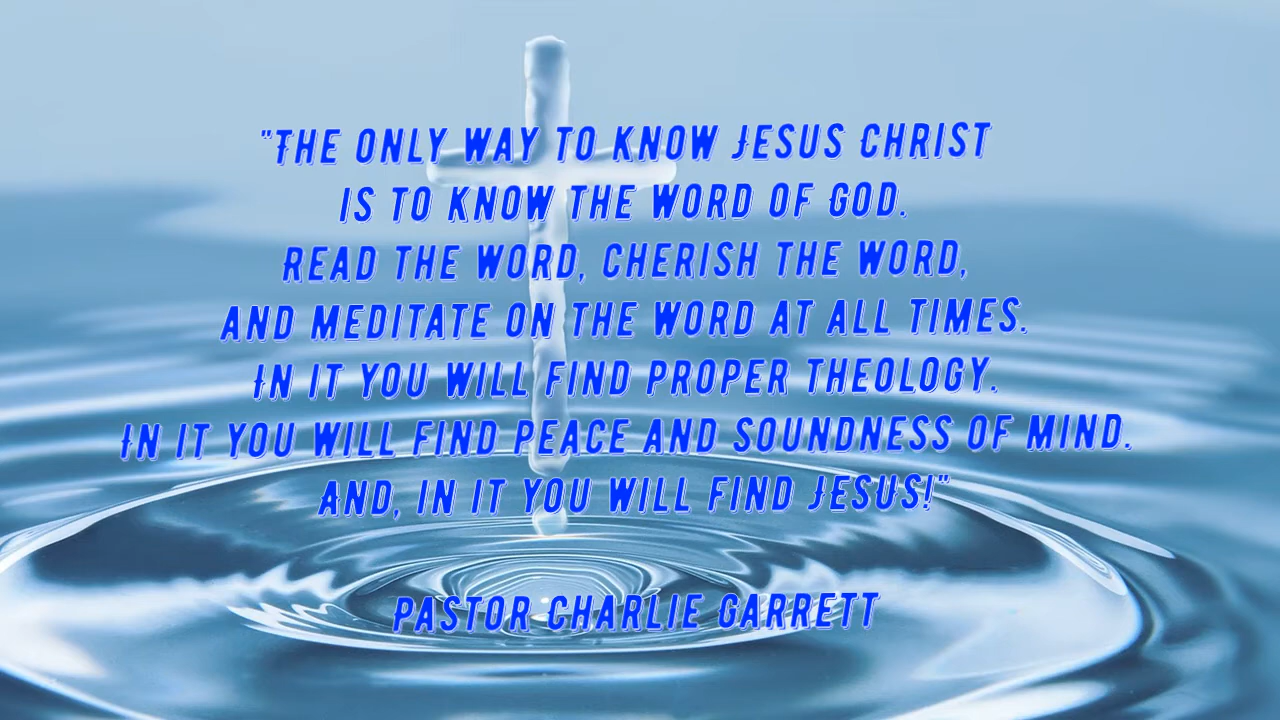 "The only way to know Jesus Christ
is to know the word of God.
Read the word, cherish the word,
and meditate on the word at all times.
In it you will find proper theology.
In it you will find peace and soundness of mind.
And, in it you will find Jesus!"
Pastor Charlie Garrett